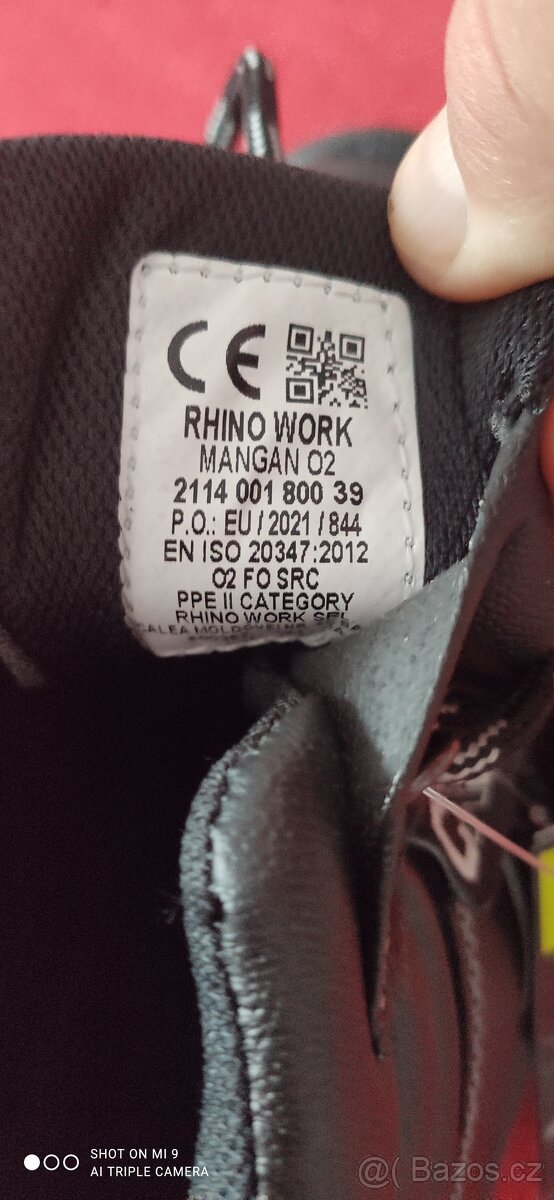 CE
RHINO WORK
MANGAN O2
2114 001 800 39
P.O.: EU / 2021 / 844
EN ISO 20347:2012
O2 FO SRC
PPE II CATEGORY
RHINO WORK SRL
SHOT ON MI 9
AI TRIPLE CAMERA
@( Bazoš.cz